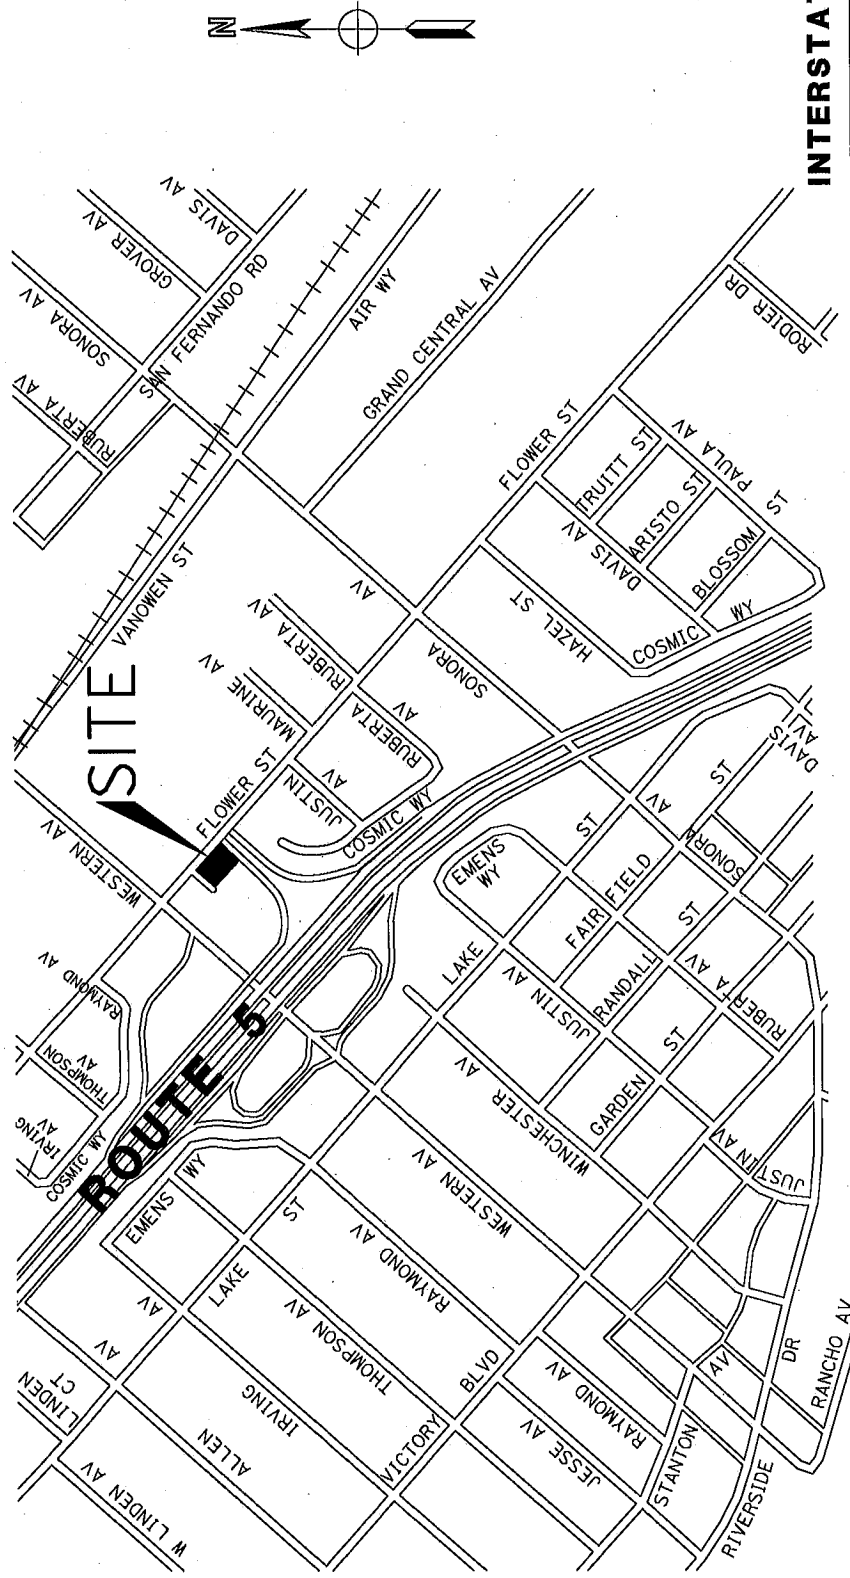 N
INTERSTA
DAVIS AV
GROVER AV
SONORA AV
RUBERTA AV
SAN FERNANDO RD
AIR WY
GRAND CENTRAL AV
RODIER DR
VANOWEN ST
SITE
FLOWER ST
TRUITT ST
ARISTO ST
PAULA AV
BLOSSOM ST
DAVIS AV
HAZEL ST
COSMIC WY
SONORA AV
RUBERTA AV
MAURINE AV
FLOWER ST
RUBERTA AV
JUSTIN AV
COSMIC WY
WESTERN AV
RAYMOND AV
THOMPSON AV
IRVING AV
COSMIC WY
ROUTE 5
EMENS WY
LAKE ST
FAIRFIELD ST
SONORA AV
DAVIS AV
RANDALL ST
RUBERTA AV
JUSTIN AV
GARDEN ST
WINCHESTER AV
JUSTIN AV
WESTERN AV
EMENS WY
LAKE ST
RAYMOND AV
THOMPSON AV
IRVING AV
ALLEN AV
LINDEN CT
W LINDEN AV
VICTORY BLVD
RAYMOND AV
JESSE AV
STANTON AV
RIVERSIDE DR
RANCHO AV